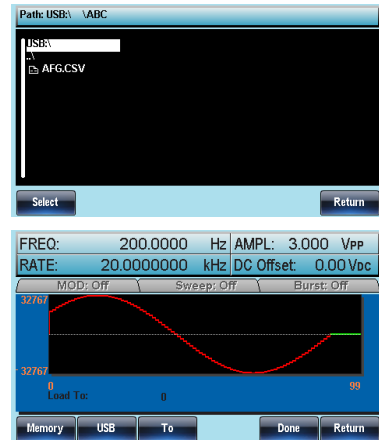 Path: USB:\ \ABC
USB:\
..\
AFG.CSV
Select Return
FREQ: 200.0000 Hz AMPL: 3.000 VPP
RATE: 20.0000000 kHz DC Offset: 0.00 VDC
MOD: Off Sweep: Off Burst: Off
32767
- 32767
0 99
Load To: 0
Memory USB To Done Return